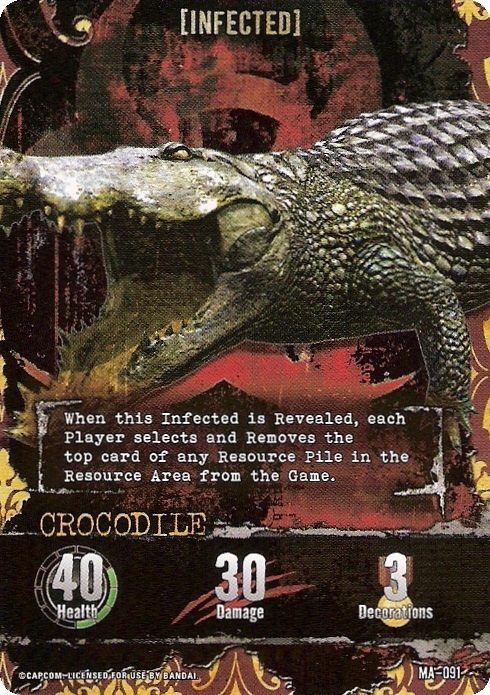 [INFECTED]
When this Infected is Revealed, each
Player selects and Removes the
top card of any Resource Pile in the
Resource Area from the Game.
CROCODILE
40
Health
30
Damage
3
Decorations
©CAPCOM. LICENSED FOR USE BY BANDAI.
MA-091